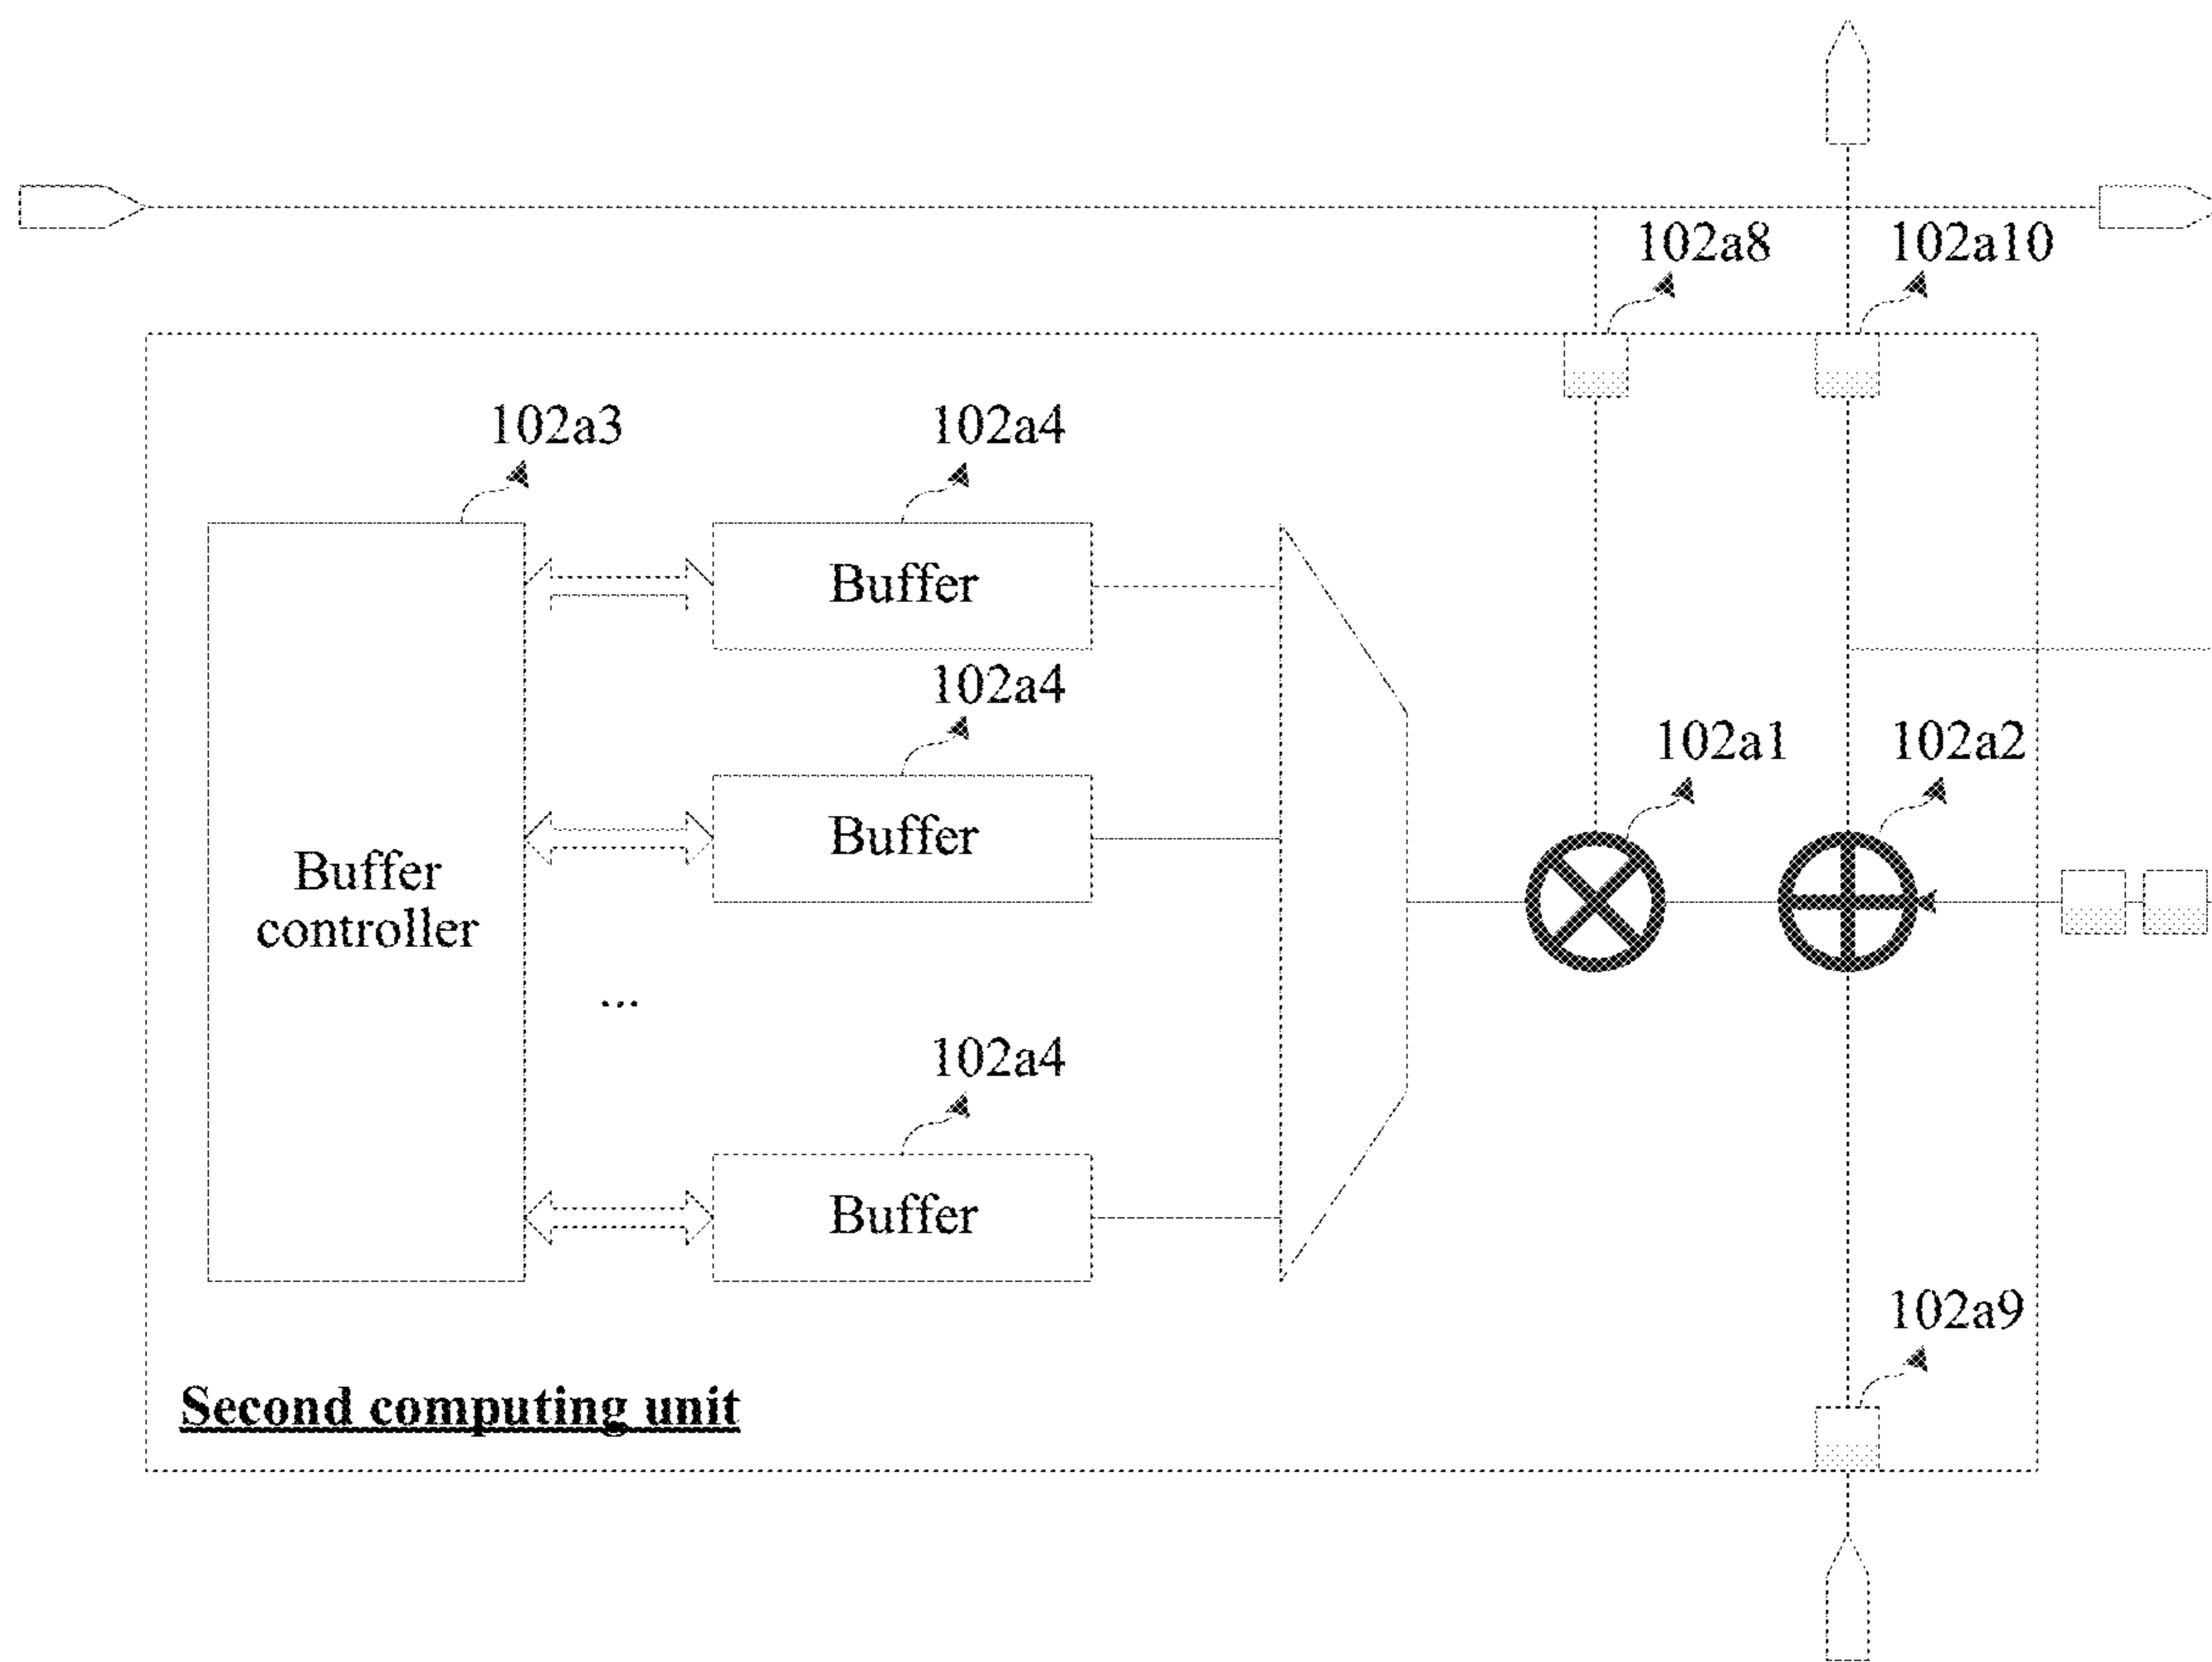 102a8
102a10
102a3
102a4
Buffer
102a4
102a1
102a2
Buffer
Buffer
controller
...
102a4
Buffer
102a9
Second computing unit